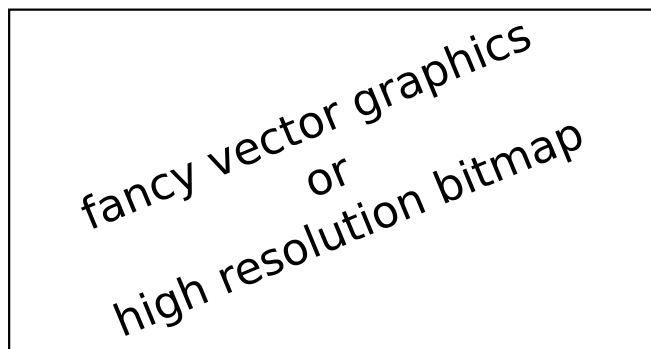 fancy vector graphics
or
high resolution bitmap